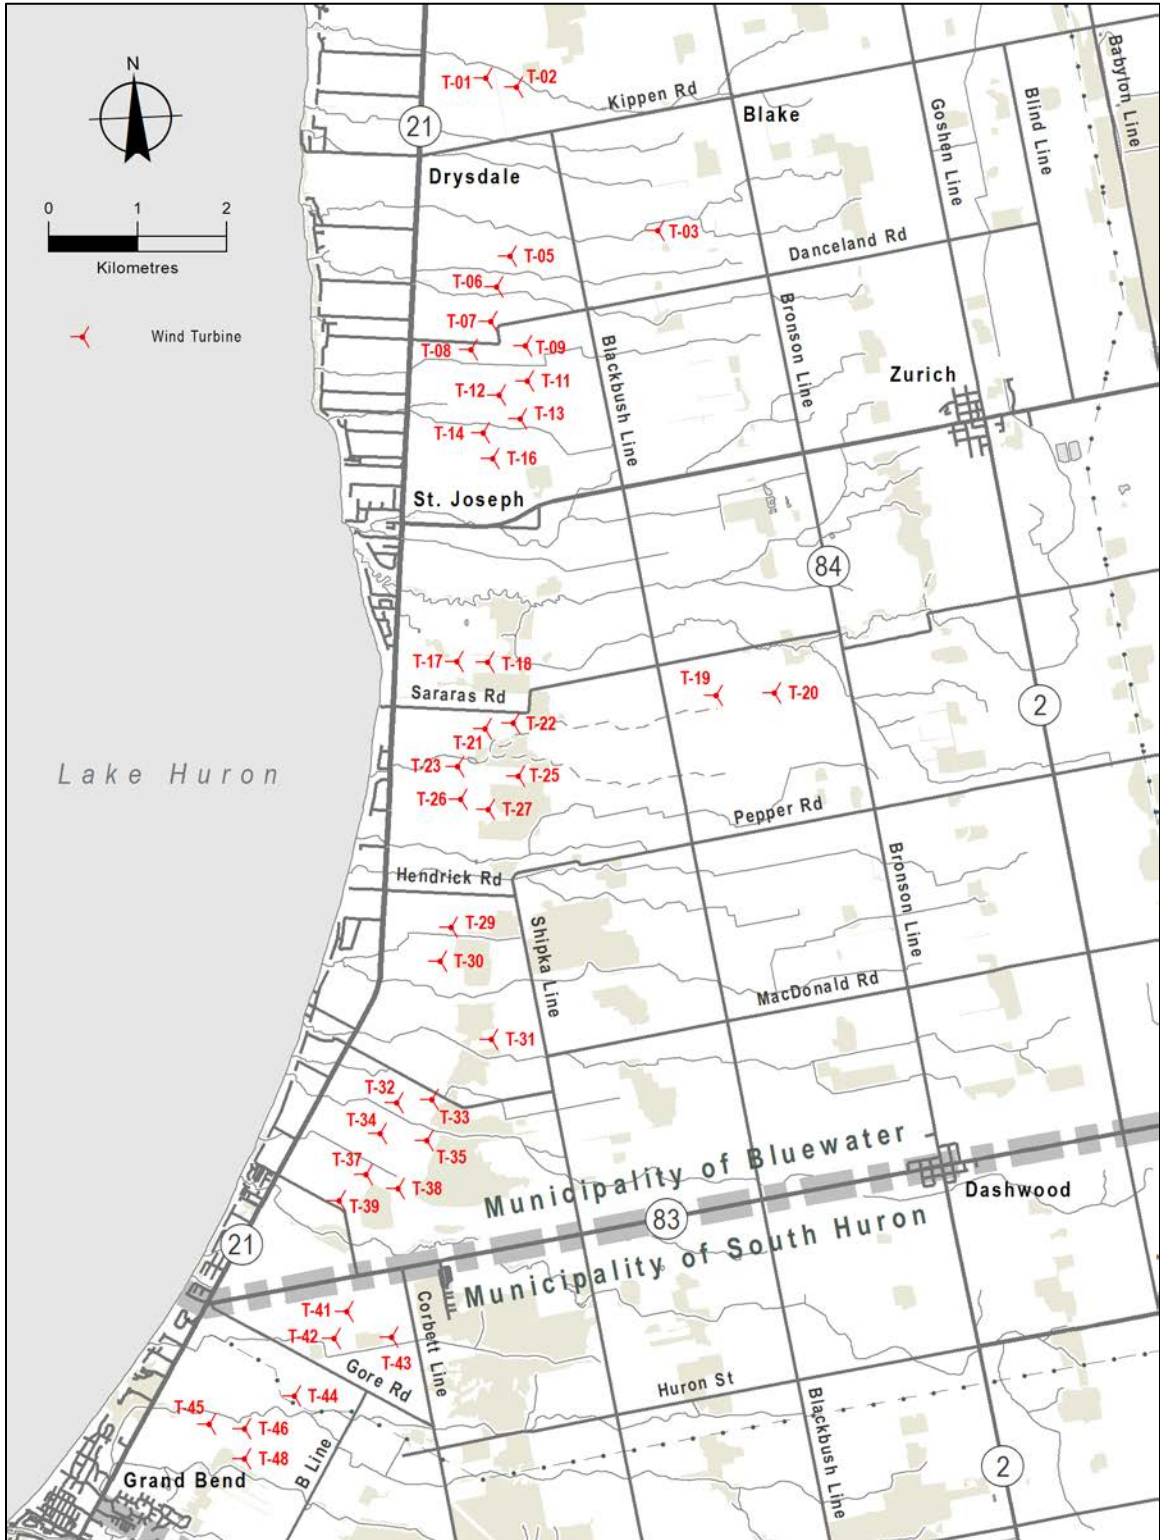 N
0 1 2
Kilometres
Wind Turbine
T-01
T-02
Kippen Rd
Blake
21
Drysdale
Goshen Line
Blind Line
Babylon Line
T-03
T-05
Danceland Rd
T-06
T-07
T-08
T-09
T-11
T-12
T-13
T-14
T-16
Blackbush Line
Bronson Line
Zurich
St. Joseph
84
T-17
T-18
Sararas Rd
T-19
T-20
2
T-21
T-22
T-23
T-25
T-26
T-27
Lake Huron
Pepper Rd
Hendrick Rd
Bronson Line
Shipka Line
T-29
T-30
MacDonald Rd
T-31
T-32
T-33
T-34
T-35
T-37
T-38
T-39
Municipality of Bluewater
83
Municipality of South Huron
Dashwood
21
T-41
T-42
T-43
Corbett Line
Gore Rd
T-44
Huron St
T-45
T-46
T-48
B Line
Blackbush Line
2
Grand Bend